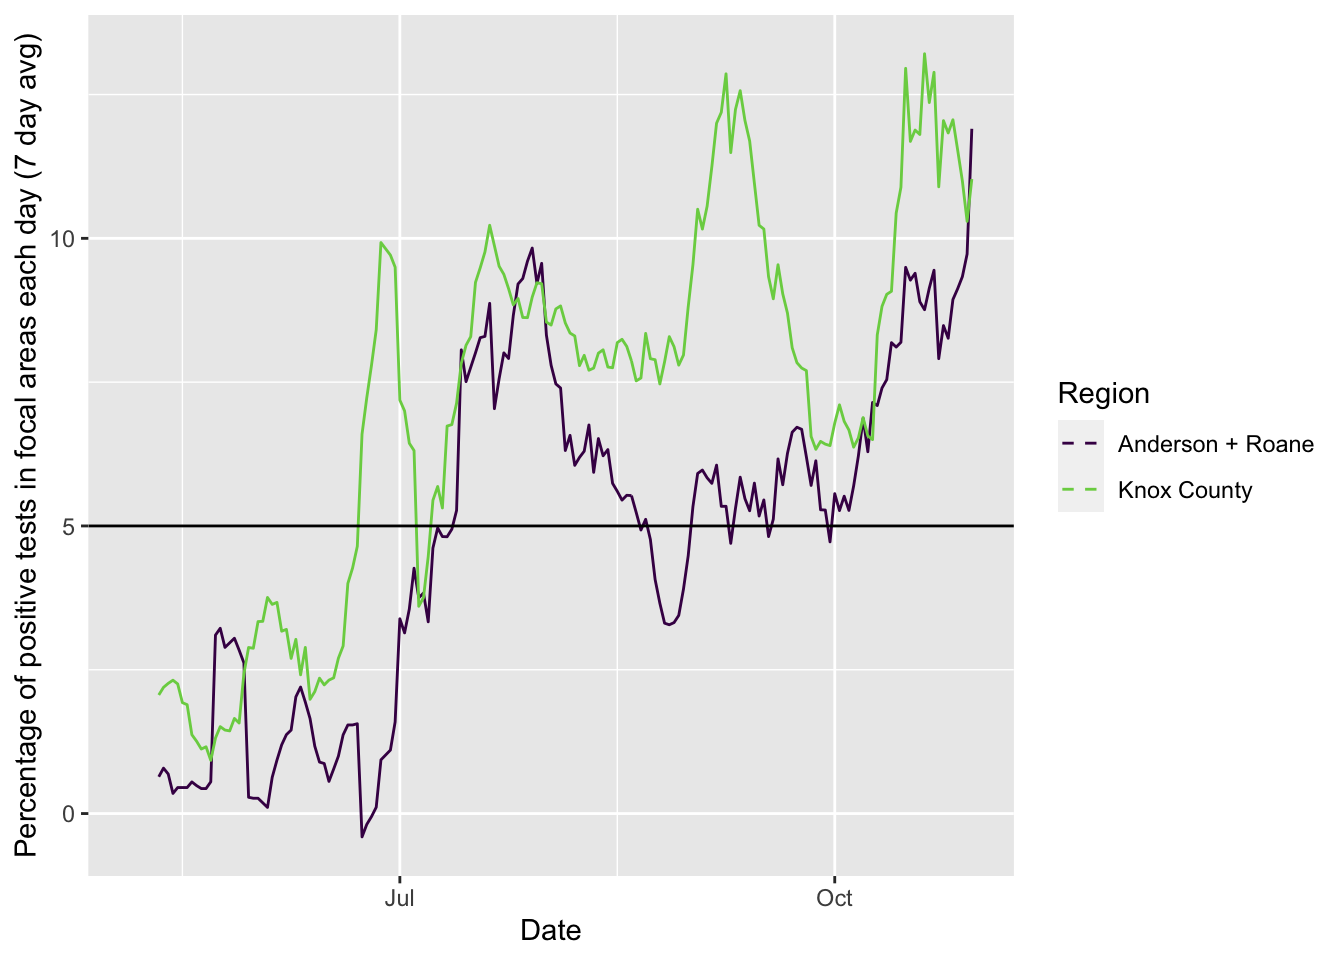 Percentage of positive tests in focal areas each day (7 day avg)
10
5
0
Jul
Oct
Date
Region
Anderson + Roane
Knox County